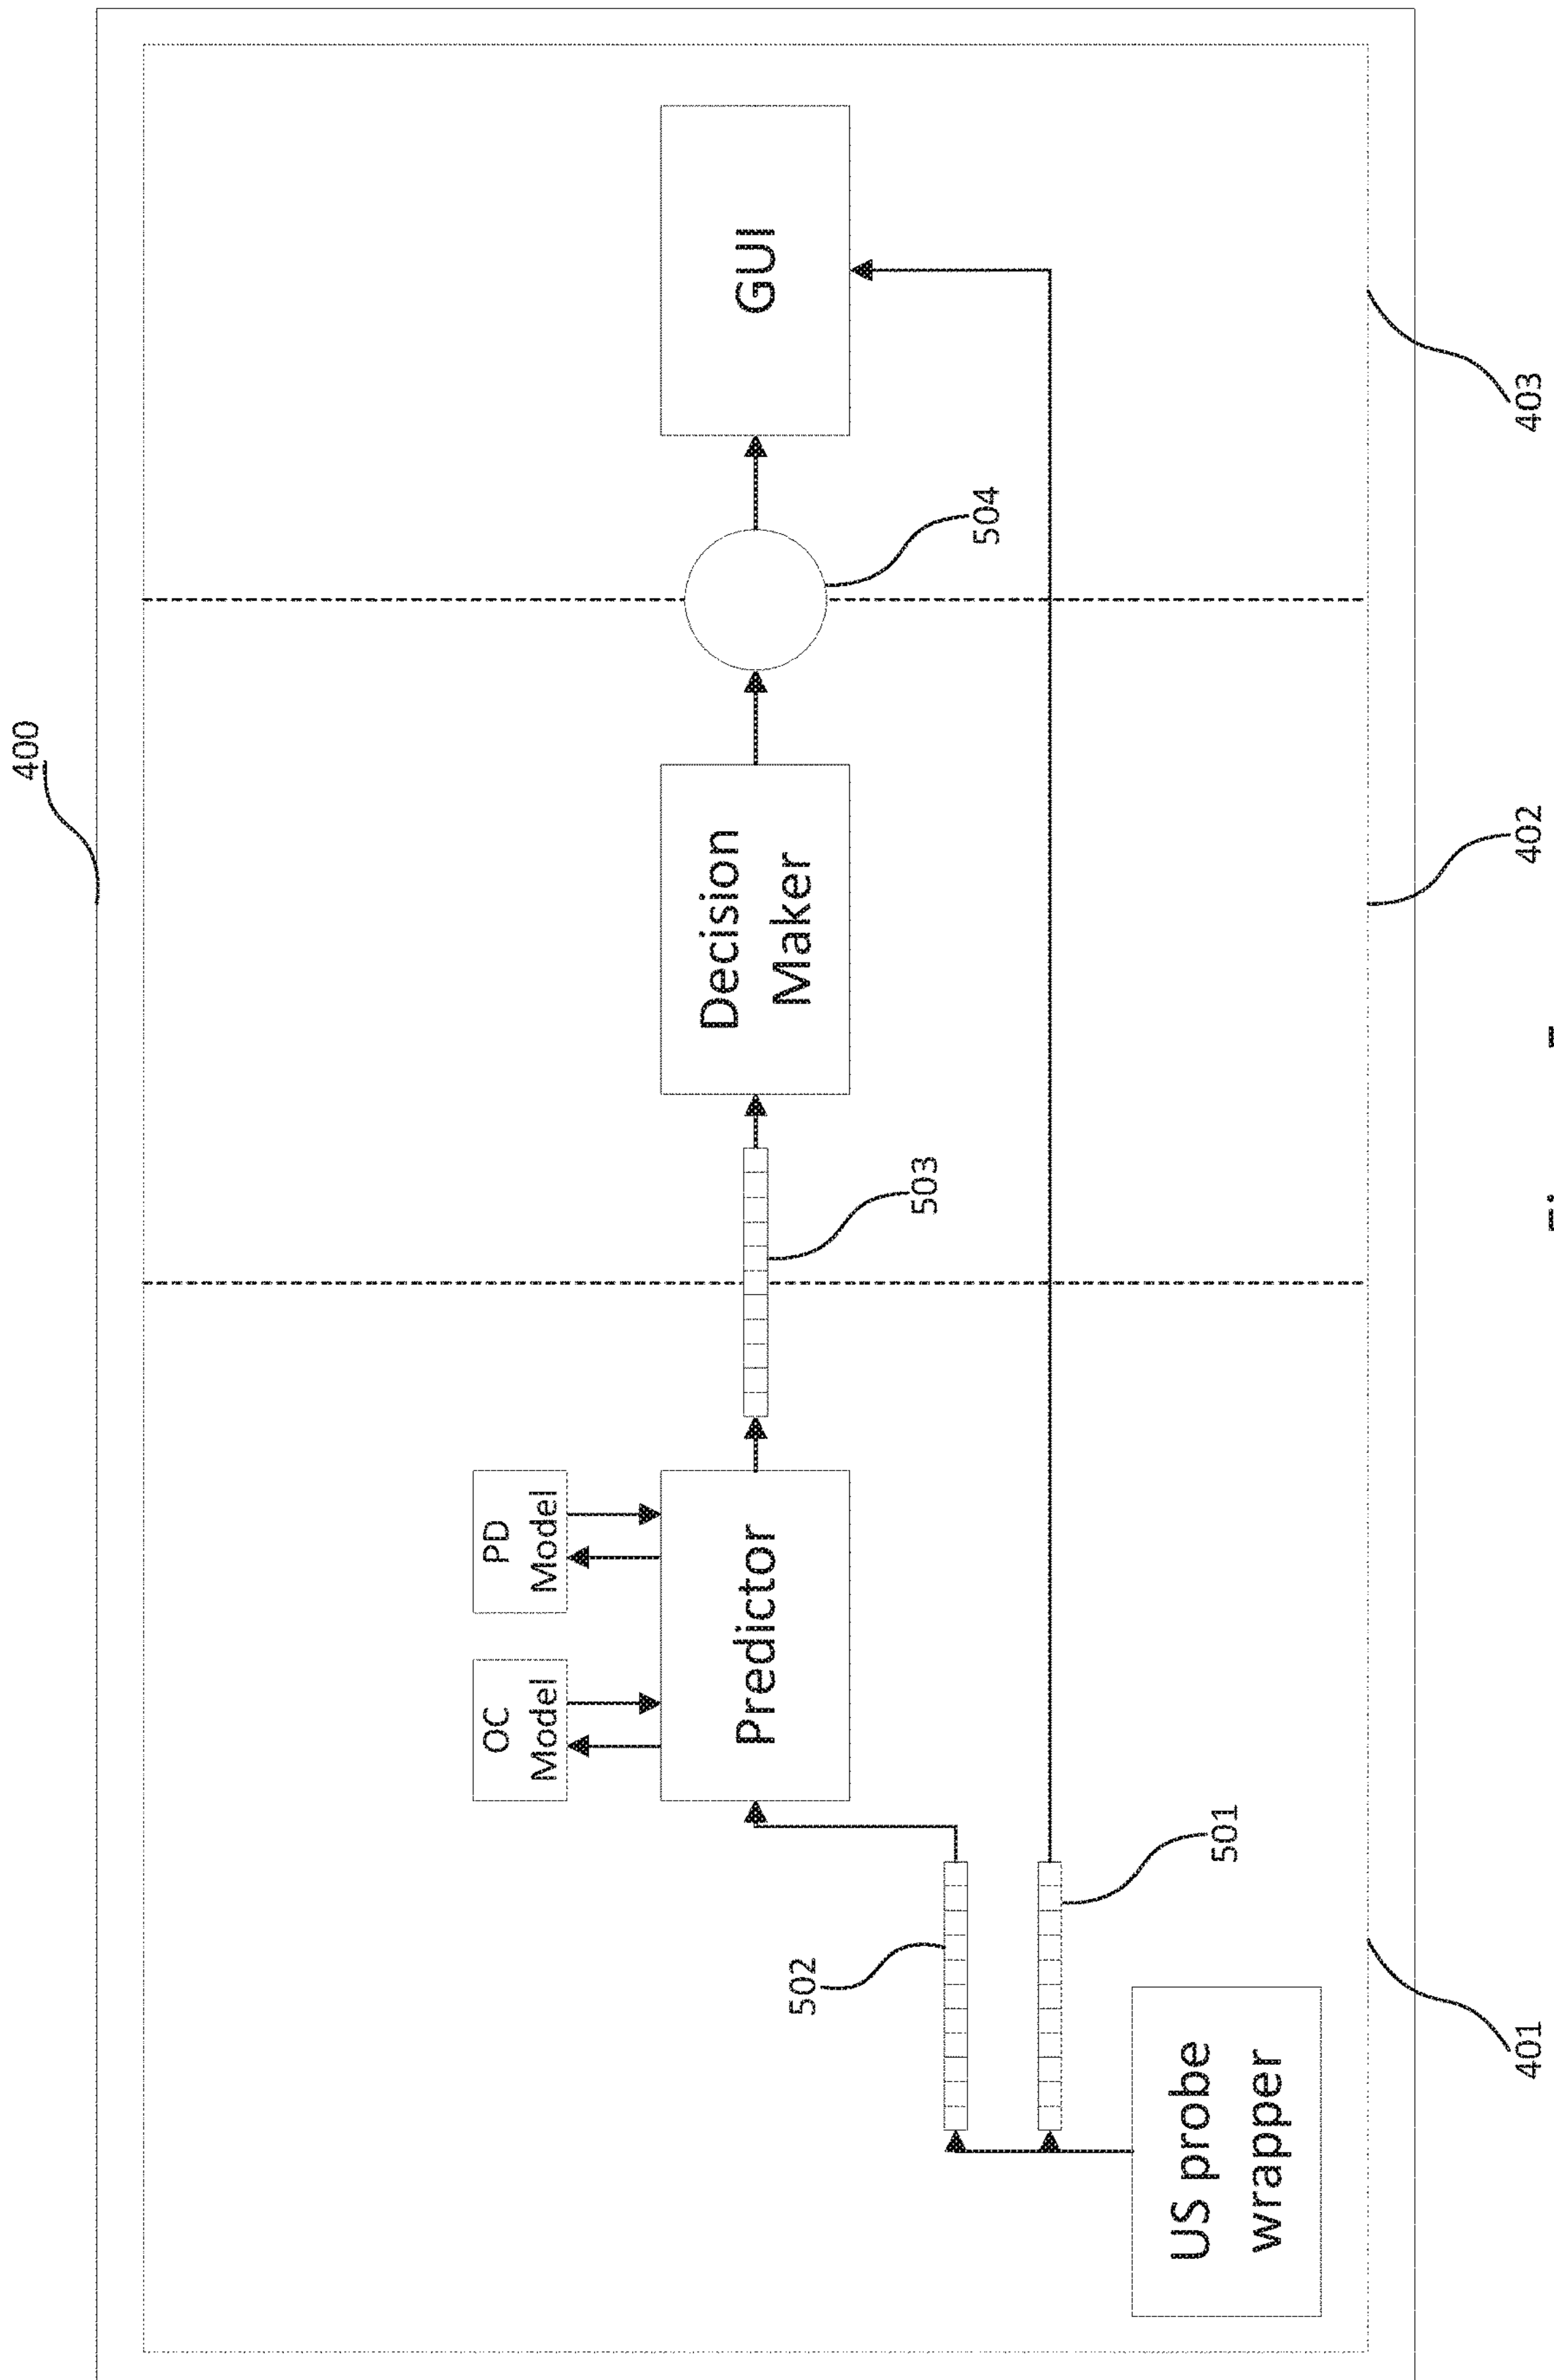 400
OC
Model
PD
Model
502
Predictor
503
Decision
Maker
504
GUI
US probe
wrapper
501
401
402
403